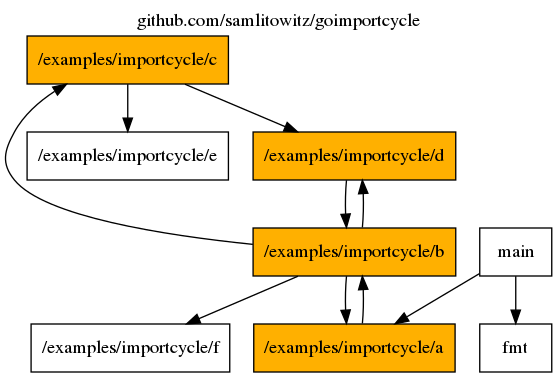 github.com/samlitowitz/goimportcycle
/examples/importcycle/c
/examples/importcycle/e
/examples/importcycle/d
/examples/importcycle/b
main
/examples/importcycle/f
/examples/importcycle/a
fmt